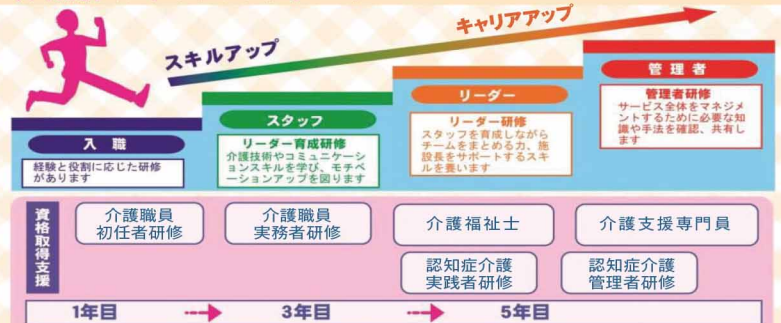 スキルアップ
キャリアアップ
入職
経験と役割に応じた研修
があります
スタッフ
リーダー育成研修
介護技術やコミュニケーシ
ョンスキルを学び、モチベ
ーションアップを図ります
リーダー
リーダー研修
スタッフを育成しながら
チームをまとめる力、施
設長をサポートするスキ
ルを養います
管理者
管理者研修
サービス全体をマネジメ
ントするために必要な知
識や手法を確認、共有し
ます
資格取得支援
介護職員
初任者研修
介護職員
実務者研修
介護福祉士
介護支援専門員
認知症介護
実践者研修
認知症介護
管理者研修
1年目
3年目
5年目